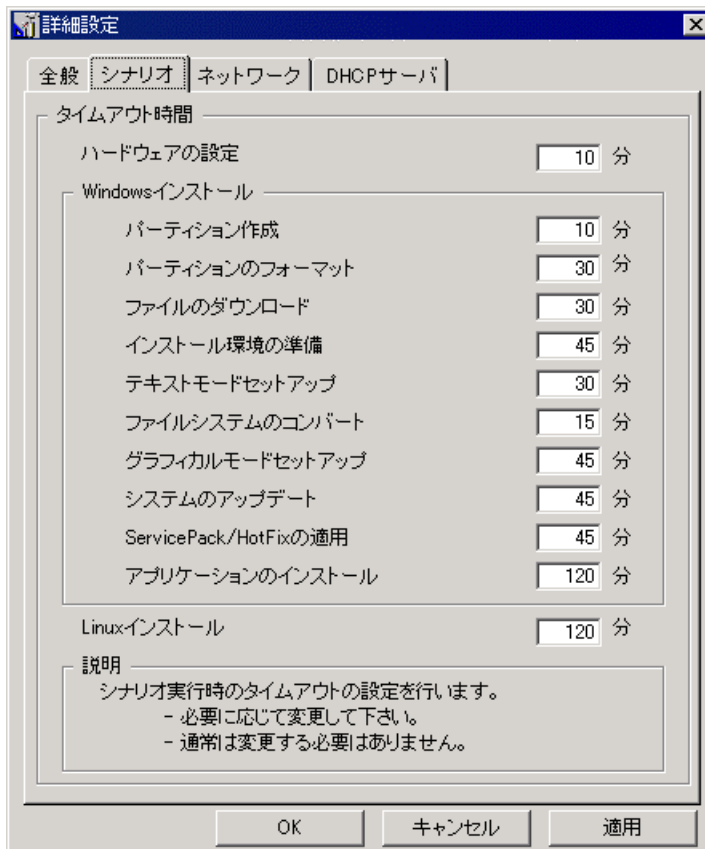 詳細設定
全般 シナリオ ネットワーク DHCPサーバ
タイムアウト時間
ハードウェアの設定 10 分
Windowsインストール
パーティション作成 10 分
パーティションのフォーマット 30 分
ファイルのダウンロード 30 分
インストール環境の準備 45 分
テキストモードセットアップ 30 分
ファイルシステムのコンバート 15 分
グラフィカルモードセットアップ 45 分
システムのアップデート 45 分
ServicePack/HotFixの適用 45 分
アプリケーションのインストール 120 分
Linuxインストール 120 分
説明
シナリオ実行時のタイムアウトの設定を行います。
- 必要に応じて変更して下さい。
- 通常は変更する必要はありません。
OK キャンセル 適用